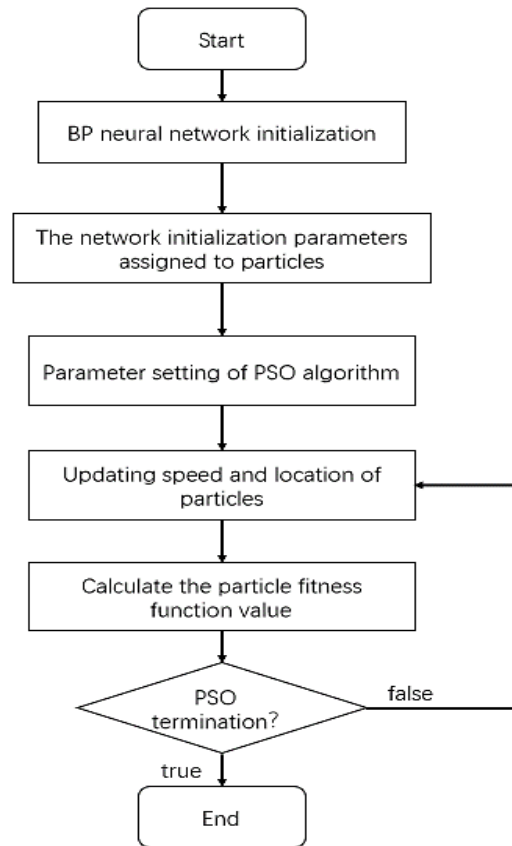 Start
BP neural network initialization
The network initialization parameters
assigned to particles
Parameter setting of PSO algorithm
Updating speed and location of
particles
Calculate the particle fitness
function value
PSO
termination?
false
true
End